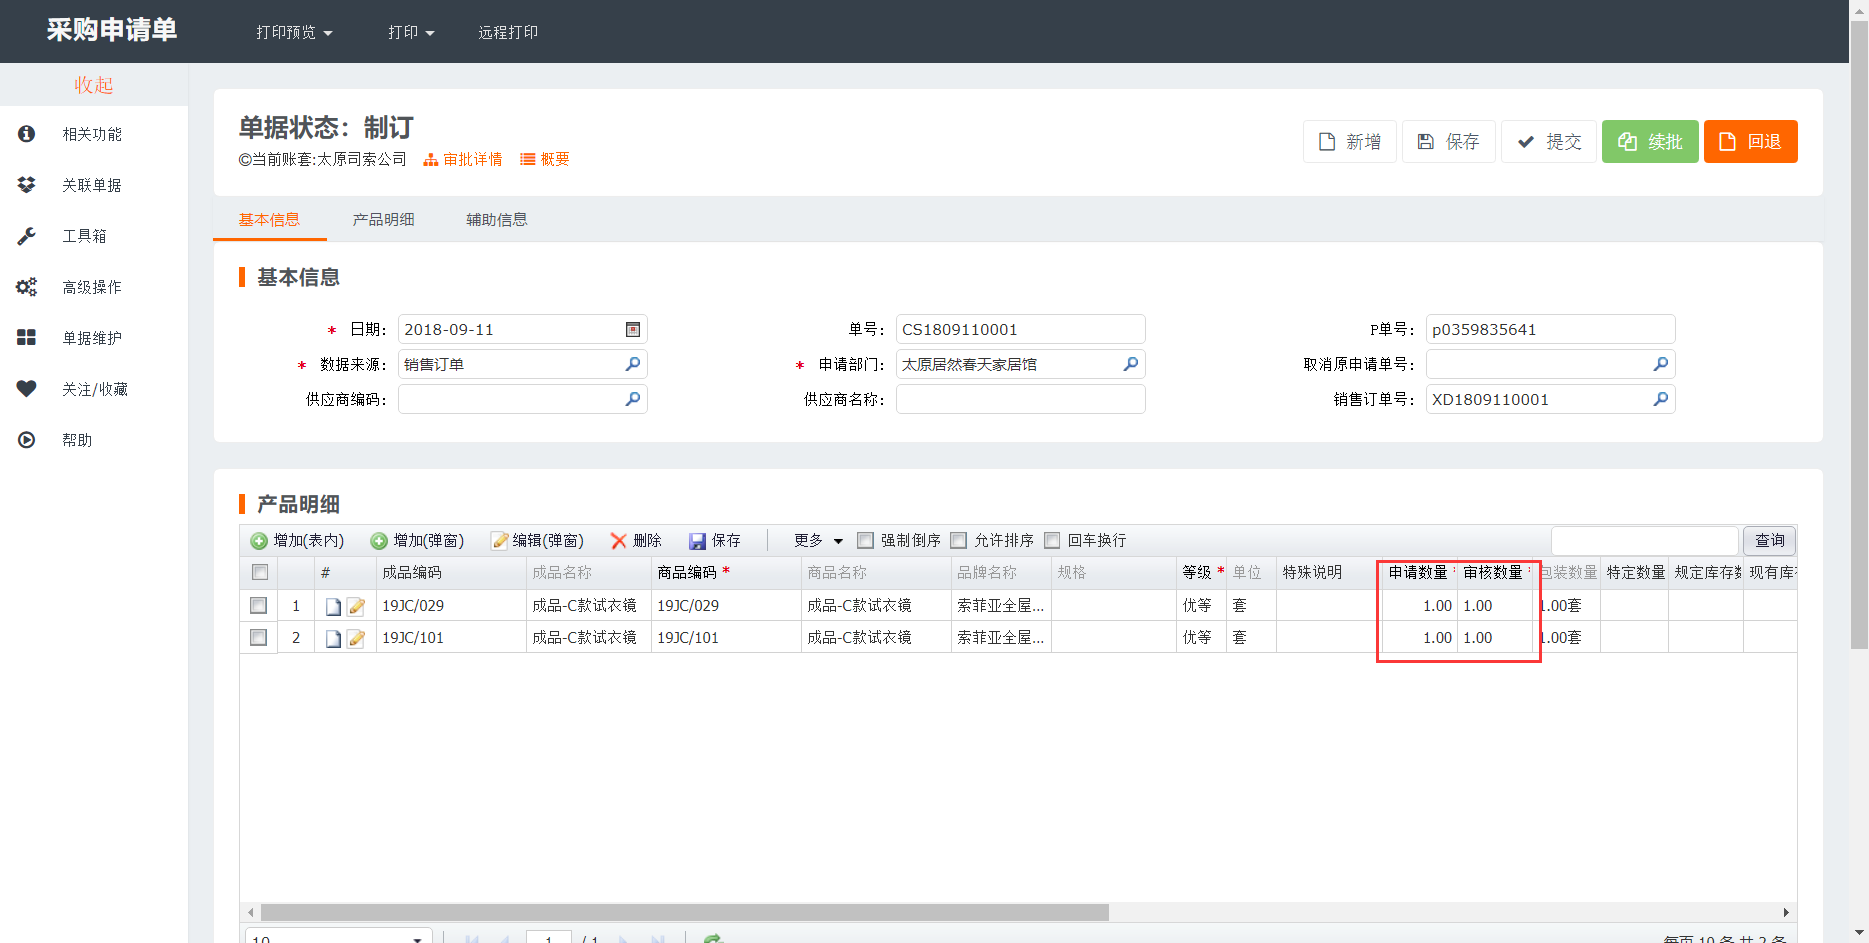 采购申请单 打印预览 打印 远程打印
收起
相关功能
关联单据
工具箱
高级操作
单据维护
关注/收藏
帮助
单据状态：制订
©当前账套:太原司索公司 审批详情 概要
新增 保存 提交 续批 回退
基本信息 产品明细 辅助信息
基本信息
* 日期： 2018-09-11 单号： CS1809110001 P单号： p0359835641
* 数据来源： 销售订单 * 申请部门： 太原居然春天家居馆 取消原申请单号：
供应商编码： 供应商名称： 销售订单号： XD1809110001
产品明细
增加(表内) 增加(弹窗) 编辑(弹窗) 删除 保存 更多 强制倒序 允许排序 回车换行 查询
# 成品编码 成品名称 商品编码 * 商品名称 品牌名称 规格 等级 * 单位 特殊说明 申请数量 审核数量 包装数量 特定数量 规定库存数 现有库存
1 19JC/029 成品-C款试衣镜 19JC/029 成品-C款试衣镜 索菲亚全屋... 优等 套 1.00 1.00 1.00套
2 19JC/101 成品-C款试衣镜 19JC/101 成品-C款试衣镜 索菲亚全屋... 优等 套 1.00 1.00 1.00套
10 1 / 1 每页 10 条,共 2 条